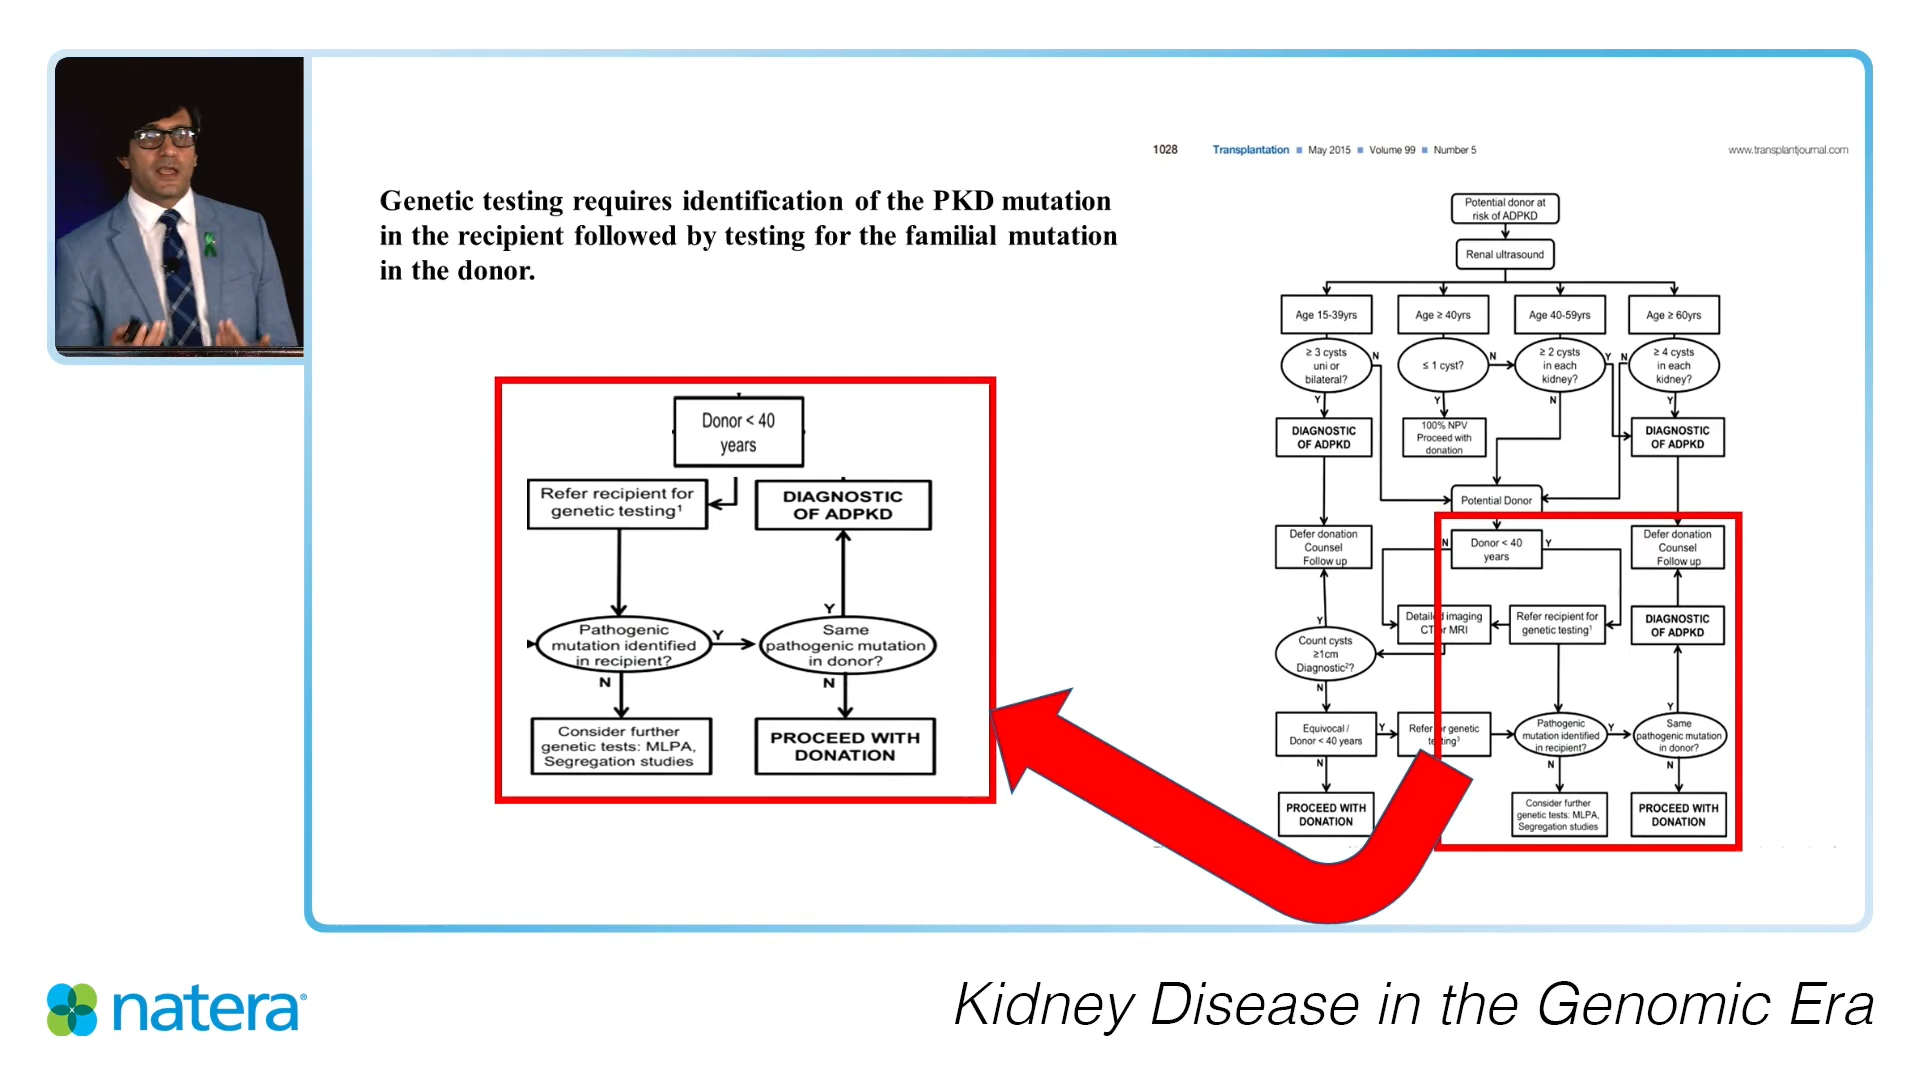 1028 Transplantation ■ May 2015 ■ Volume 99 ■ Number 5 www.transplantjournal.com
Genetic testing requires identification of the PKD mutation
in the recipient followed by testing for the familial mutation
in the donor.
Donor < 40
years
Refer recipient for
genetic testing¹
DIAGNOSTIC
OF ADPKD
Pathogenic
mutation identified
in recipient?
Y
Y
Same
pathogenic mutation
in donor?
N
N
Consider further
genetic tests: MLPA,
Segregation studies
PROCEED WITH
DONATION
Potential donor at
risk of ADPKD
Renal ultrasound
Age 15-39yrs
Age ≥ 40yrs
Age 40-59yrs
Age ≥ 60yrs
≥ 3 cysts
uni or
bilateral?
N
≤ 1 cyst?
N
≥ 2 cysts
in each
kidney?
Y
N
≥ 4 cysts
in each
kidney?
Y
Y
N
Y
DIAGNOSTIC
OF ADPKD
100% NPV
Proceed with
donation
DIAGNOSTIC
OF ADPKD
Potential Donor
Defer donation
Counsel
Follow up
N
Donor < 40
years
Y
Defer donation
Counsel
Follow up
Y
Count cysts
≥1cm
Diagnostic²?
Detailed imaging
CT or MRI
Refer recipient for
genetic testing¹
DIAGNOSTIC
OF ADPKD
N
Equivocal /
Donor < 40 years
Y
Refer for genetic
testing³
Pathogenic
mutation identified
in recipient?
Y
Y
Same
pathogenic mutation
in donor?
N
N
N
PROCEED WITH
DONATION
Consider further
genetic tests: MLPA,
Segregation studies
PROCEED WITH
DONATION
natera®
Kidney Disease in the Genomic Era